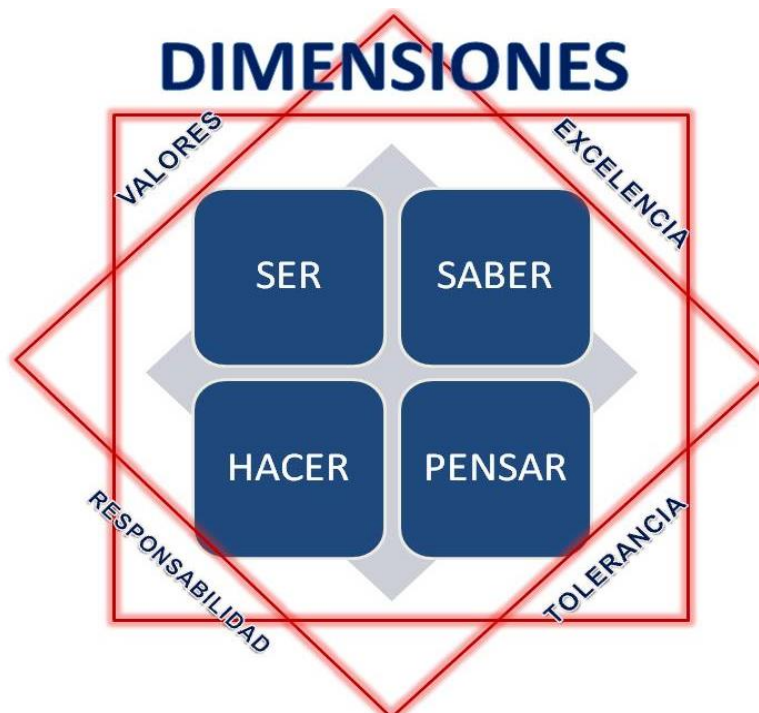 DIMENSIONES
VALORES
EXCELENCIA
SER
SABER
HACER
PENSAR
RESPONSABILIDAD
TOLERANCIA